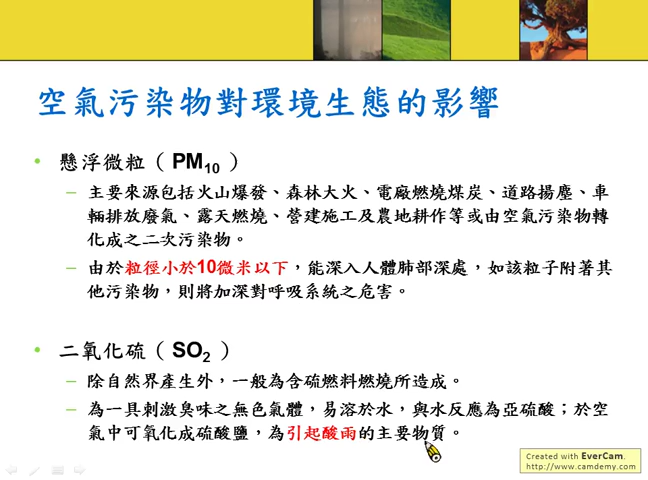 空氣污染物對環境生態的影響
• 懸浮微粒（PM10）
– 主要來源包括火山爆發、森林大火、電廠燃燒煤炭、道路揚塵、車
輛排放廢氣、露天燃燒、營建施工及農地耕作等或由空氣污染物轉
化成之二次污染物。
– 由於粒徑小於10微米以下，能深入人體肺部深處，如該粒子附著其
他污染物，則將加深對呼吸系統之危害。
• 二氧化硫（SO2）
– 除自然界產生外，一般為含硫燃料燃燒所造成。
– 為一具刺激臭味之無色氣體，易溶於水，與水反應為亞硫酸；於空
氣中可氧化成硫酸鹽，為引起酸雨的主要物質。
Created with EverCam.
http://www.camdemy.com